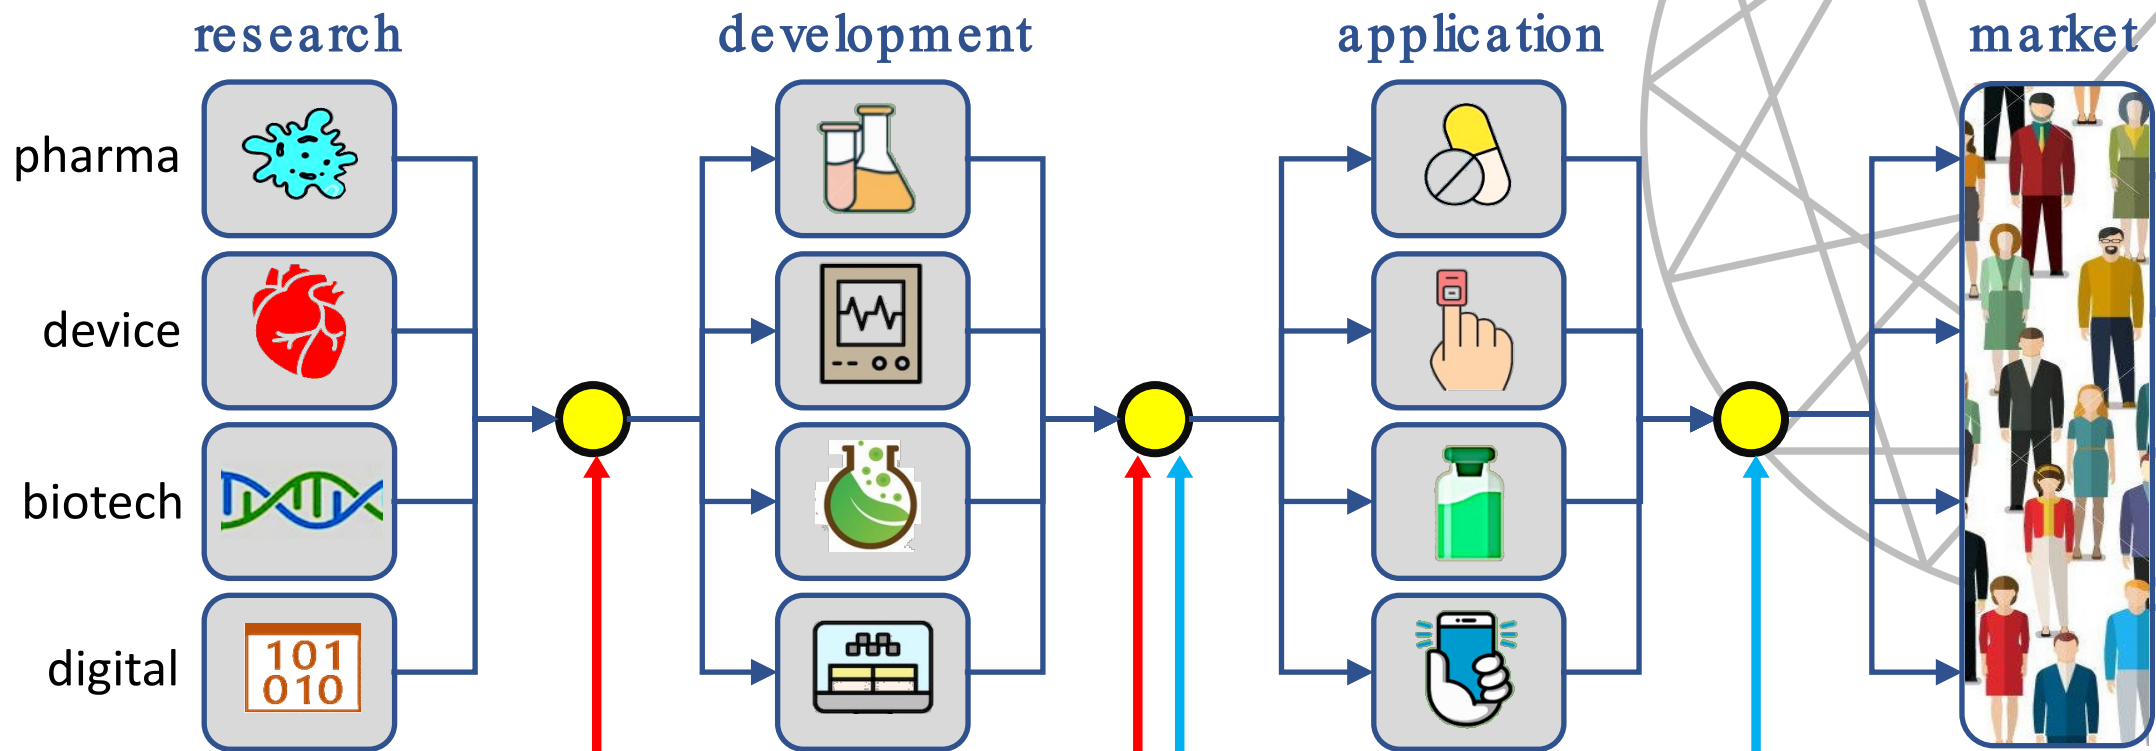 research development application market
pharma
device
biotech
digital
101
010